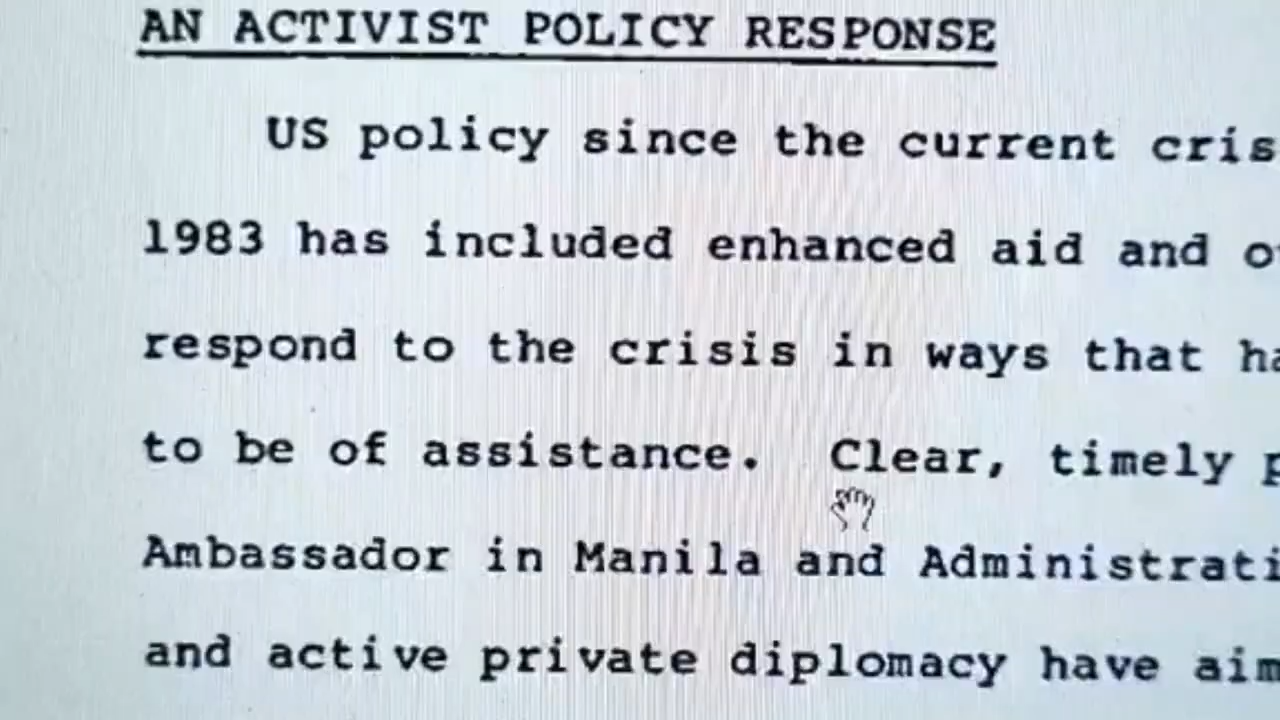 AN ACTIVIST POLICY RESPONSE
US policy since the current cris
1983 has included enhanced aid and o
respond to the crisis in ways that ha
to be of assistance. Clear, timely p
Ambassador in Manila and Administrati
and active private diplomacy have aim